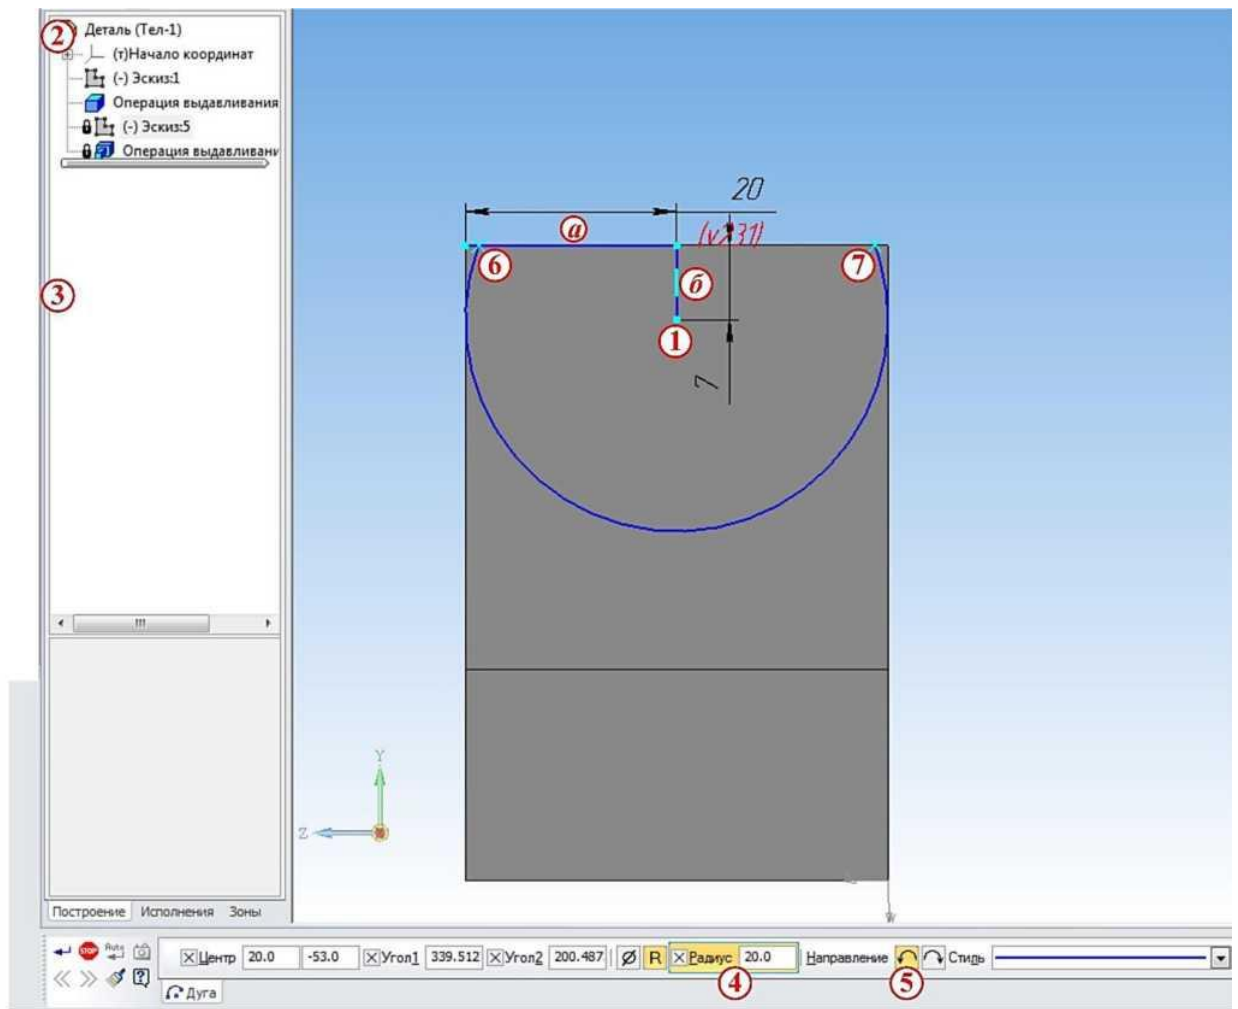 2 Деталь (Тел-1)
(т)Начало координат
(-) Эскиз:1
Операция выдавливания
(-) Эскиз:5
Операция выдавливани
3
20
а
6
7
б
1
7
Y
Z
Построение Исполнения Зоны
STOP Auto
Центр 20.0 -53.0 Угол1 339.512 Угол2 200.487 Ø R Радиус 20.0 Направление Стиль
4 5
Дуга